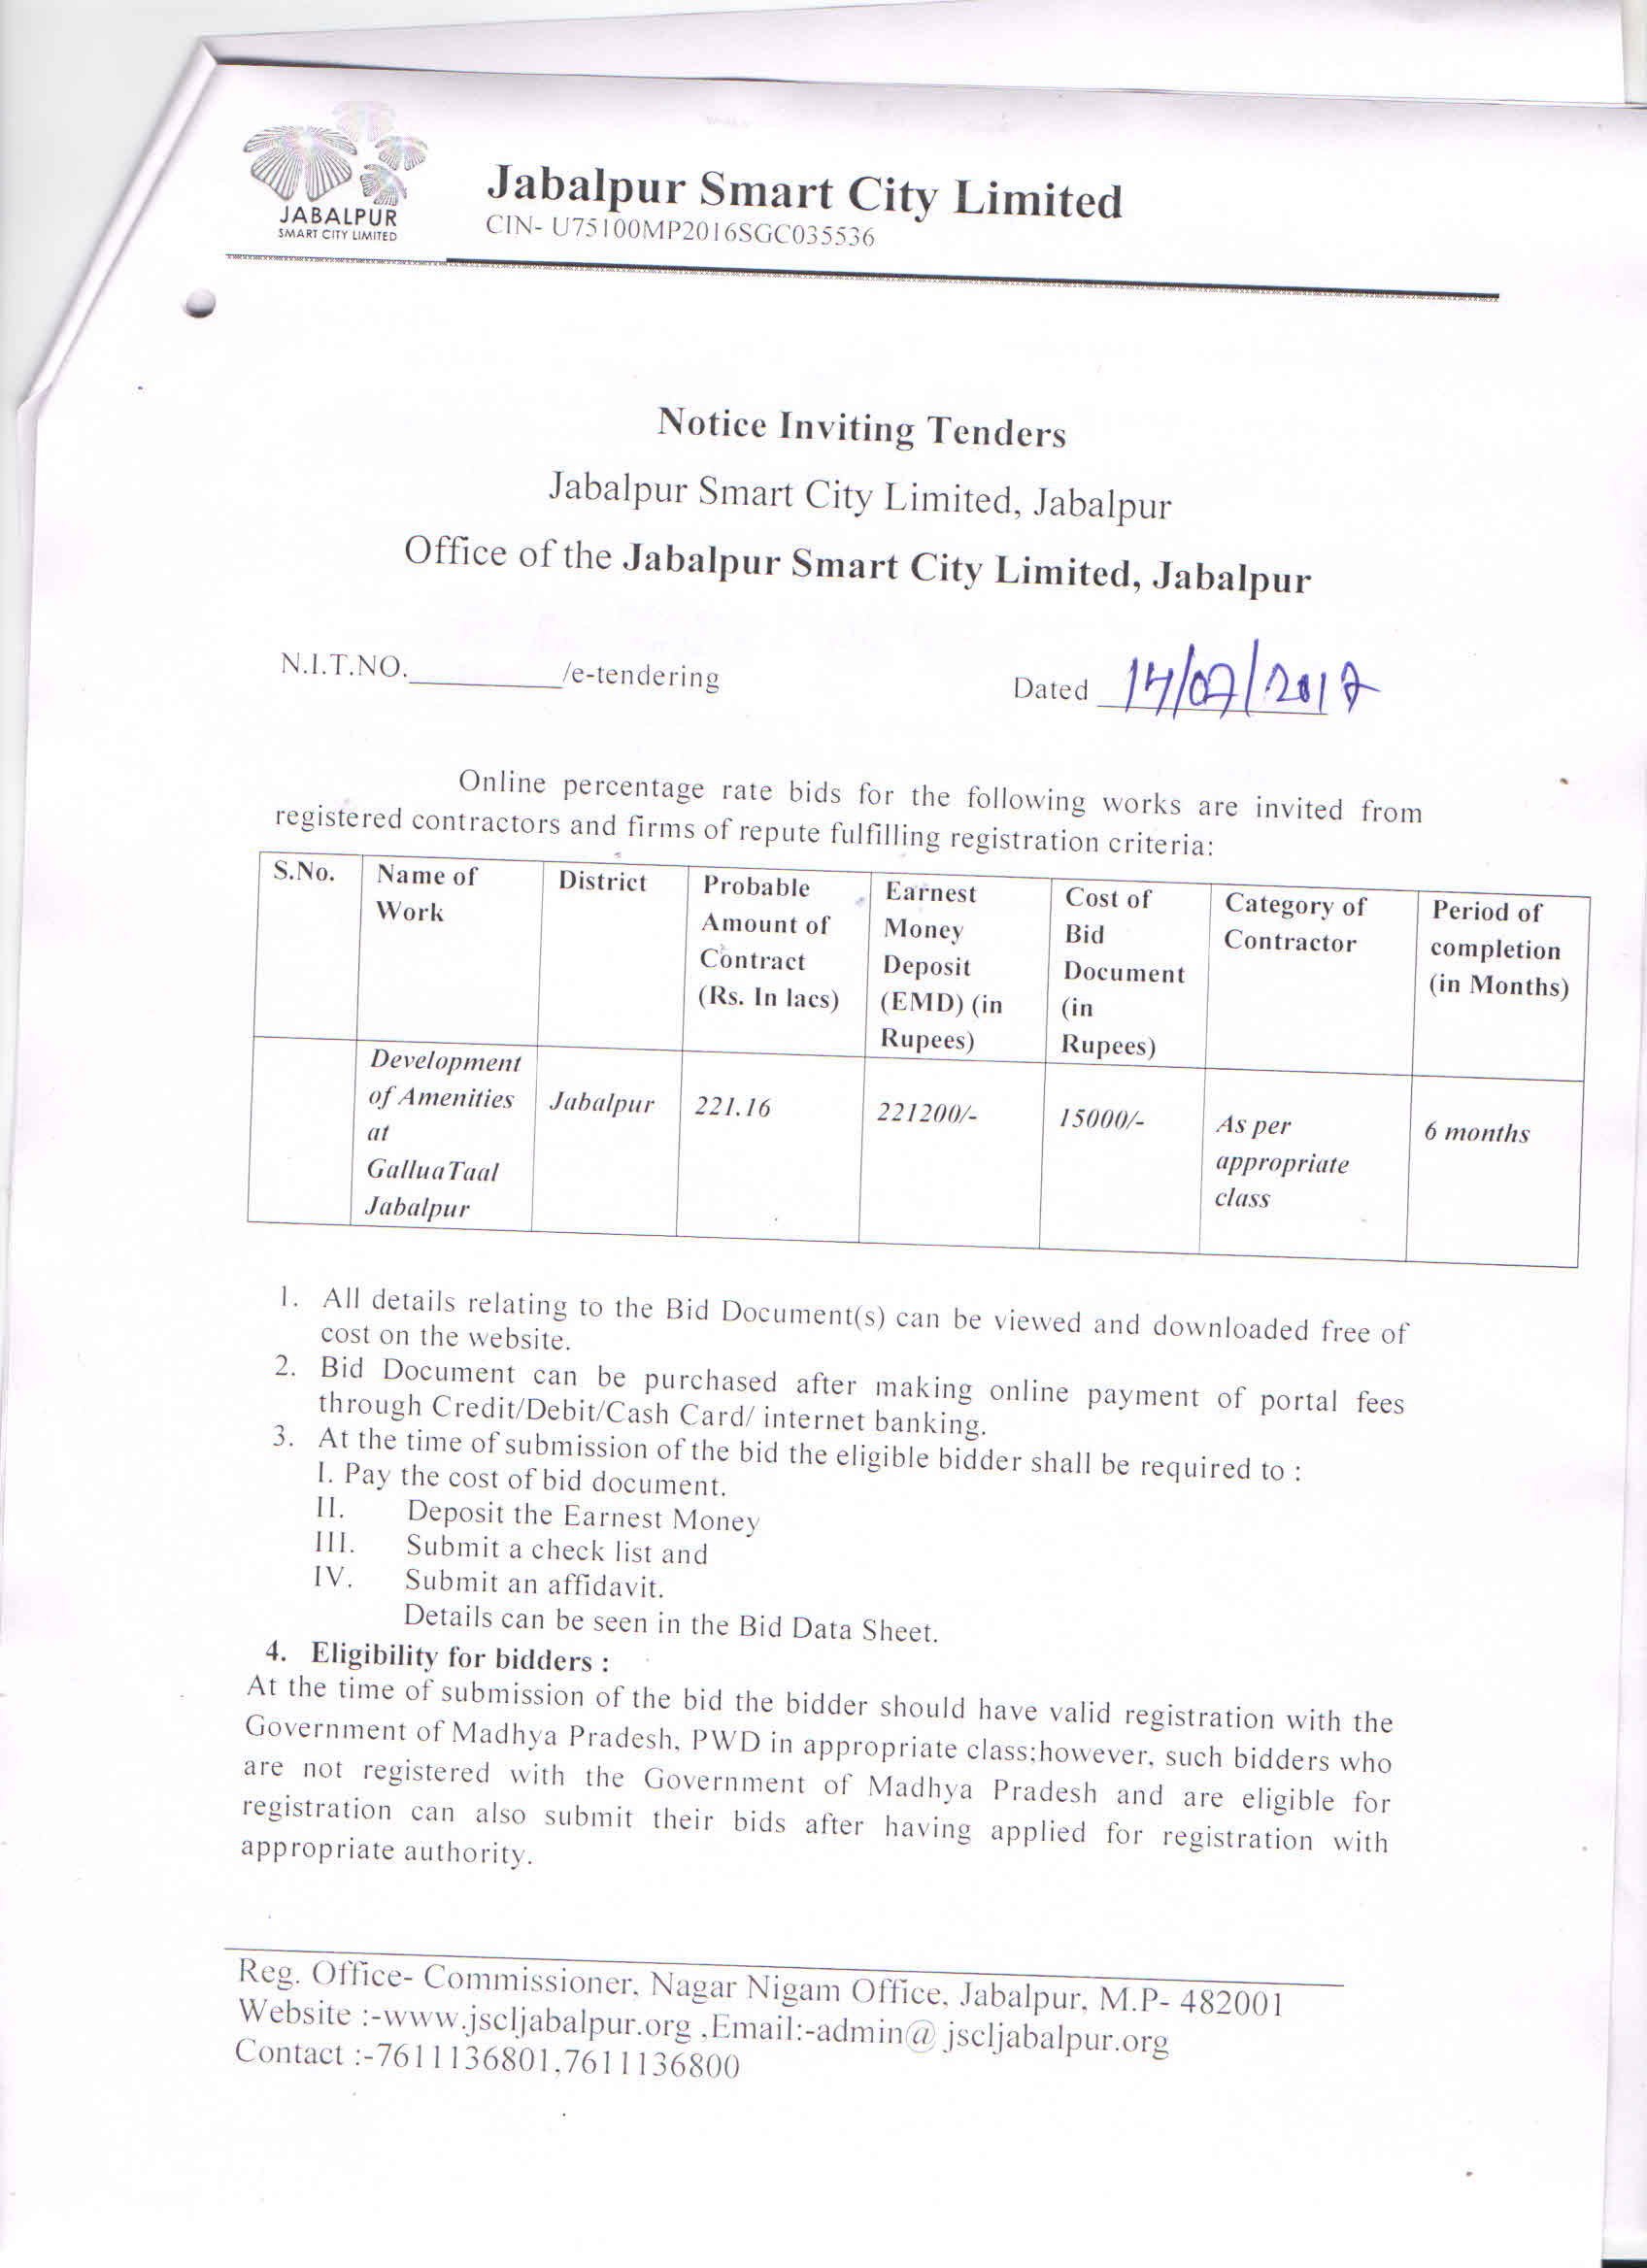 JABALPUR
SMART CITY LIMITED
Jabalpur Smart City Limited
CIN- U75100MP2016SGC035536
Notice Inviting Tenders
Jabalpur Smart City Limited, Jabalpur
Office of the Jabalpur Smart City Limited, Jabalpur
N.I.T.NO.__________/e-tendering Dated 14/07/2017
Online percentage rate bids for the following works are invited from
registered contractors and firms of repute fulfilling registration criteria:
S.No. Name of Work District Probable Amount of Contract (Rs. In lacs) Earnest Money Deposit (EMD) (in Rupees) Cost of Bid Document (in Rupees) Category of Contractor Period of completion (in Months)
Development of Amenities at GalluaTaal Jabalpur Jabalpur 221.16 221200/- 15000/- As per appropriate class 6 months
1. All details relating to the Bid Document(s) can be viewed and downloaded free of
cost on the website.
2. Bid Document can be purchased after making online payment of portal fees
through Credit/Debit/Cash Card/ internet banking.
3. At the time of submission of the bid the eligible bidder shall be required to :
I. Pay the cost of bid document.
II. Deposit the Earnest Money
III. Submit a check list and
IV. Submit an affidavit.
Details can be seen in the Bid Data Sheet.
4. Eligibility for bidders :
At the time of submission of the bid the bidder should have valid registration with the
Government of Madhya Pradesh, PWD in appropriate class;however, such bidders who
are not registered with the Government of Madhya Pradesh and are eligible for
registration can also submit their bids after having applied for registration with
appropriate authority.
Reg. Office- Commissioner, Nagar Nigam Office, Jabalpur, M.P- 482001
Website :-www.jscljabalpur.org ,Email:-admin@ jscljabalpur.org
Contact :-7611136801,7611136800